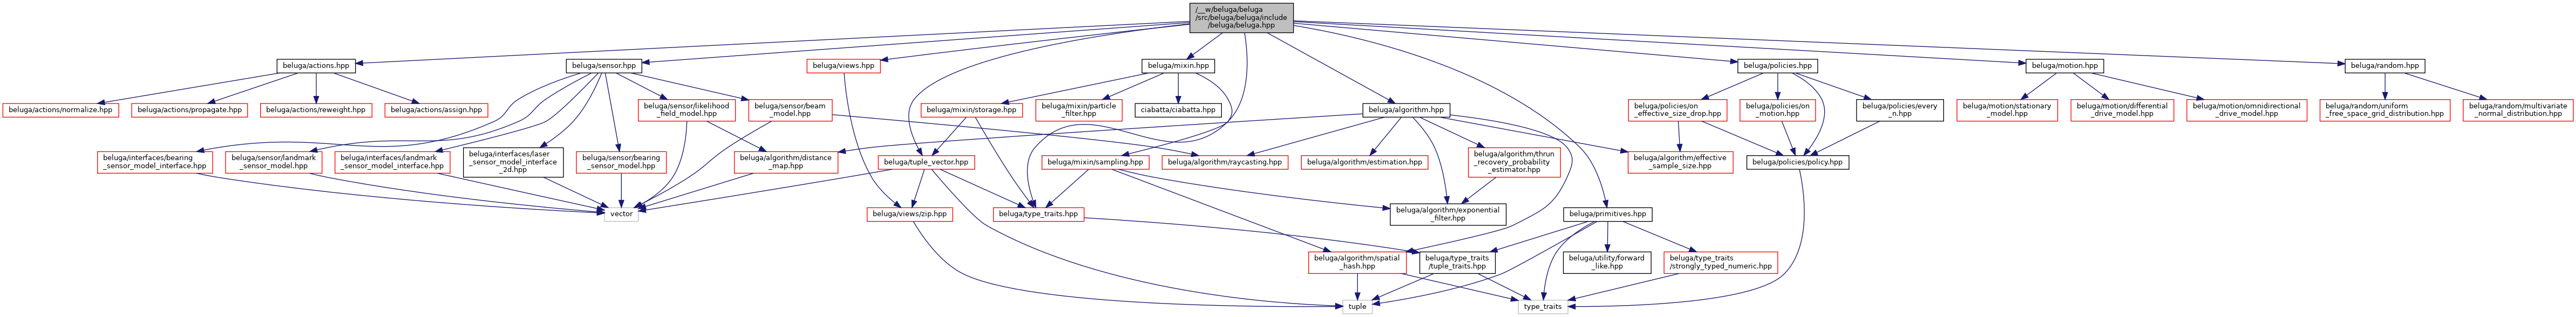 /__w/beluga/beluga
/src/beluga/beluga/include
/beluga/beluga.hpp
beluga/actions.hpp
beluga/sensor.hpp
beluga/views.hpp
beluga/mixin.hpp
beluga/policies.hpp
beluga/motion.hpp
beluga/random.hpp
beluga/actions/normalize.hpp
beluga/actions/propagate.hpp
beluga/actions/reweight.hpp
beluga/actions/assign.hpp
beluga/sensor/likelihood
_field_model.hpp
beluga/sensor/beam
_model.hpp
beluga/mixin/storage.hpp
beluga/mixin/particle
_filter.hpp
ciabatta/ciabatta.hpp
beluga/algorithm.hpp
beluga/policies/on
_effective_size_drop.hpp
beluga/policies/on
_motion.hpp
beluga/policies/every
_n.hpp
beluga/motion/stationary
_model.hpp
beluga/motion/differential
_drive_model.hpp
beluga/motion/omnidirectional
_drive_model.hpp
beluga/random/uniform
_free_space_grid_distribution.hpp
beluga/random/multivariate
_normal_distribution.hpp
beluga/interfaces/bearing
_sensor_model_interface.hpp
beluga/sensor/landmark
_sensor_model.hpp
beluga/interfaces/landmark
_sensor_model_interface.hpp
beluga/interfaces/laser
_sensor_model_interface
_2d.hpp
beluga/sensor/bearing
_sensor_model.hpp
beluga/algorithm/distance
_map.hpp
beluga/tuple_vector.hpp
beluga/mixin/sampling.hpp
beluga/algorithm/raycasting.hpp
beluga/algorithm/estimation.hpp
beluga/algorithm/thrun
_recovery_probability
_estimator.hpp
beluga/algorithm/effective
_sample_size.hpp
beluga/policies/policy.hpp
vector
beluga/views/zip.hpp
beluga/type_traits.hpp
beluga/algorithm/exponential
_filter.hpp
beluga/primitives.hpp
beluga/algorithm/spatial
_hash.hpp
beluga/type_traits
/tuple_traits.hpp
beluga/utility/forward
_like.hpp
beluga/type_traits
/strongly_typed_numeric.hpp
tuple
type_traits